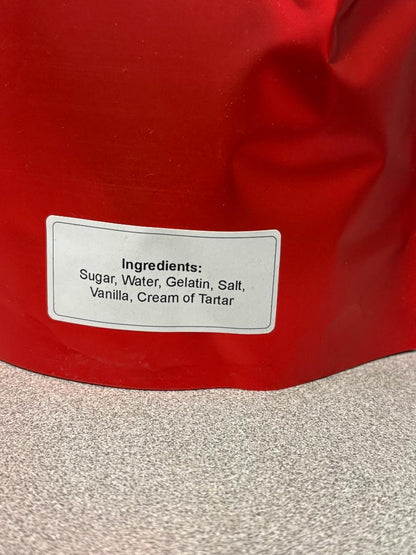 Ingredients:
Sugar, Water, Gelatin, Salt,
Vanilla, Cream of Tartar